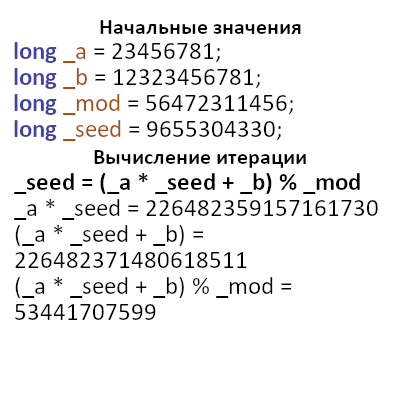 Начальные значения
long _a = 23456781;
long _b = 12323456781;
long _mod = 56472311456;
long _seed = 9655304330;
Вычисление итерации
_seed = (_a * _seed + _b) % _mod
_a * _seed = 226482359157161730
(_a * _seed + _b) =
226482371480618511
(_a * _seed + _b) % _mod =
53441707599